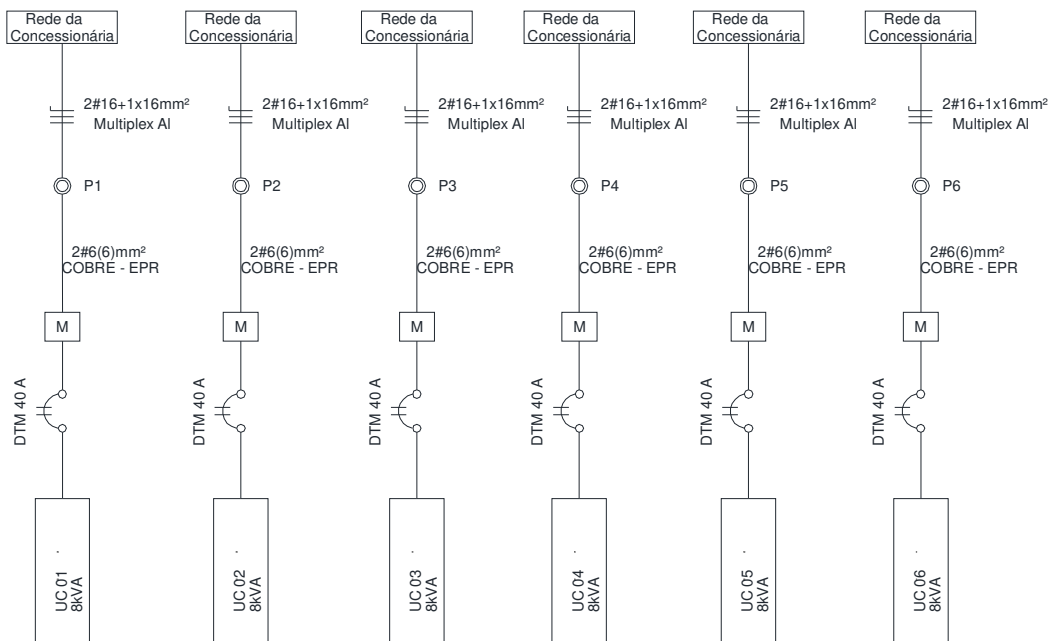 Rede da
Concessionária
Rede da
Concessionária
Rede da
Concessionária
Rede da
Concessionária
Rede da
Concessionária
Rede da
Concessionária
2#16+1x16mm²
Multiplex Al
2#16+1x16mm²
Multiplex Al
2#16+1x16mm²
Multiplex Al
2#16+1x16mm²
Multiplex Al
2#16+1x16mm²
Multiplex Al
2#16+1x16mm²
Multiplex Al
P1
P2
P3
P4
P5
P6
2#6(6)mm²
COBRE - EPR
2#6(6)mm²
COBRE - EPR
2#6(6)mm²
COBRE - EPR
2#6(6)mm²
COBRE - EPR
2#6(6)mm²
COBRE - EPR
2#6(6)mm²
COBRE - EPR
M
M
M
M
M
M
DTM 40 A
DTM 40 A
DTM 40 A
DTM 40 A
DTM 40 A
DTM 40 A
UC 01
8kVA
UC 02
8kVA
UC 03
8kVA
UC 04
8kVA
UC 05
8kVA
UC 06
8kVA